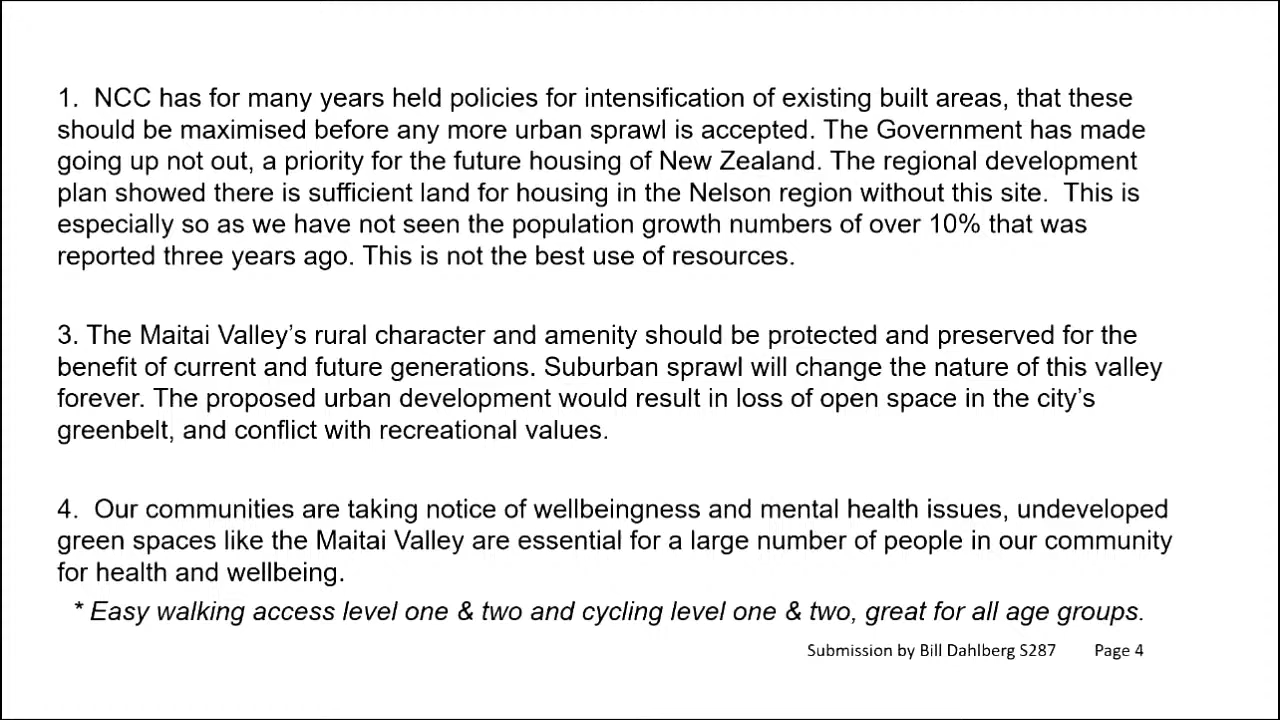 1.  NCC has for many years held policies for intensification of existing built areas, that these
should be maximised before any more urban sprawl is accepted. The Government has made
going up not out, a priority for the future housing of New Zealand. The regional development
plan showed there is sufficient land for housing in the Nelson region without this site.  This is
especially so as we have not seen the population growth numbers of over 10% that was
reported three years ago. This is not the best use of resources.
3. The Maitai Valley’s rural character and amenity should be protected and preserved for the
benefit of current and future generations. Suburban sprawl will change the nature of this valley
forever. The proposed urban development would result in loss of open space in the city’s
greenbelt, and conflict with recreational values.
4.  Our communities are taking notice of wellbeingness and mental health issues, undeveloped
green spaces like the Maitai Valley are essential for a large number of people in our community
for health and wellbeing.
* Easy walking access level one & two and cycling level one & two, great for all age groups.
Submission by Bill Dahlberg S287 Page 4